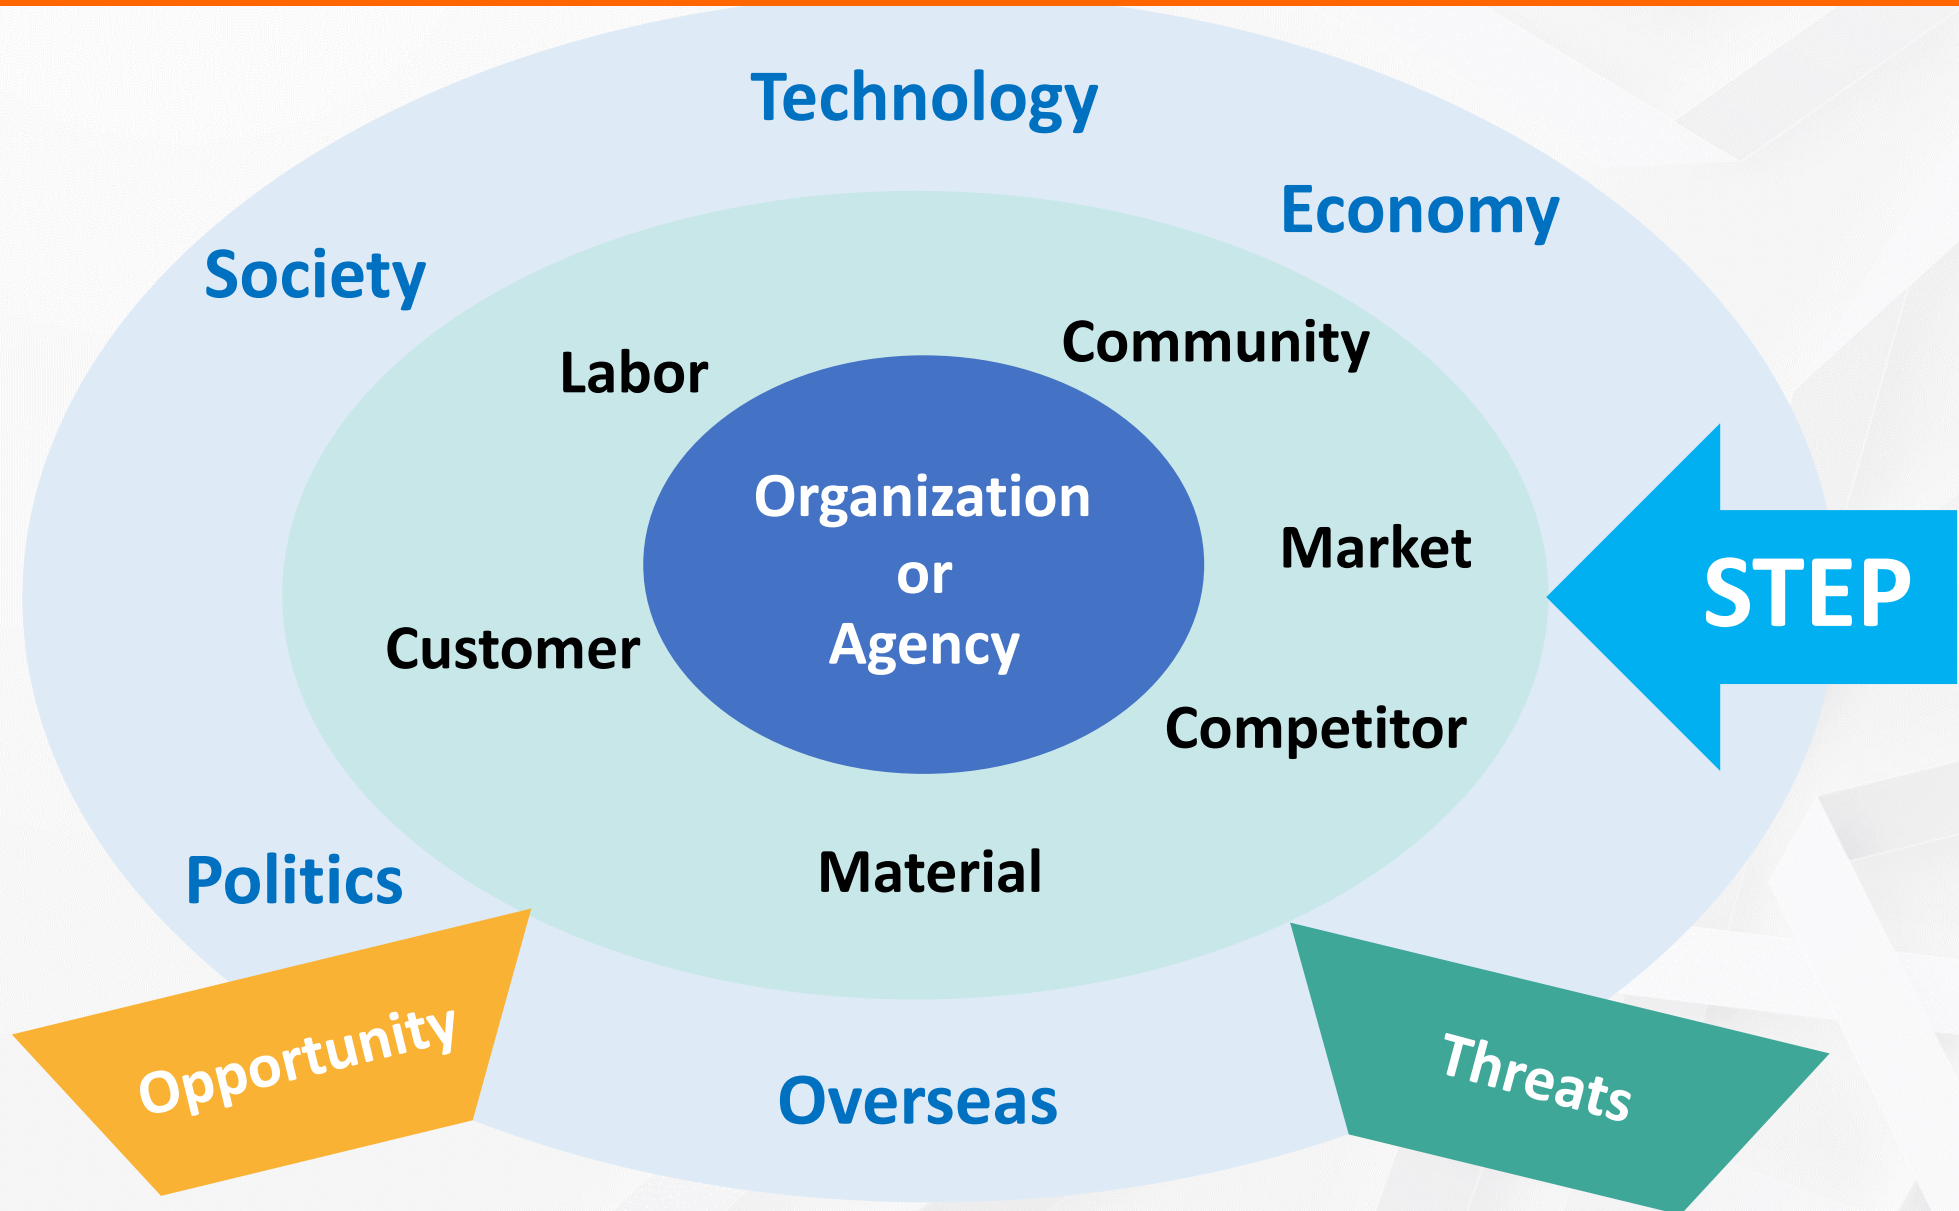 Technology
Economy
Society
Community
Labor
Organization
or
Agency
Market
STEP
Customer
Competitor
Material
Politics
Opportunity
Threats
Overseas